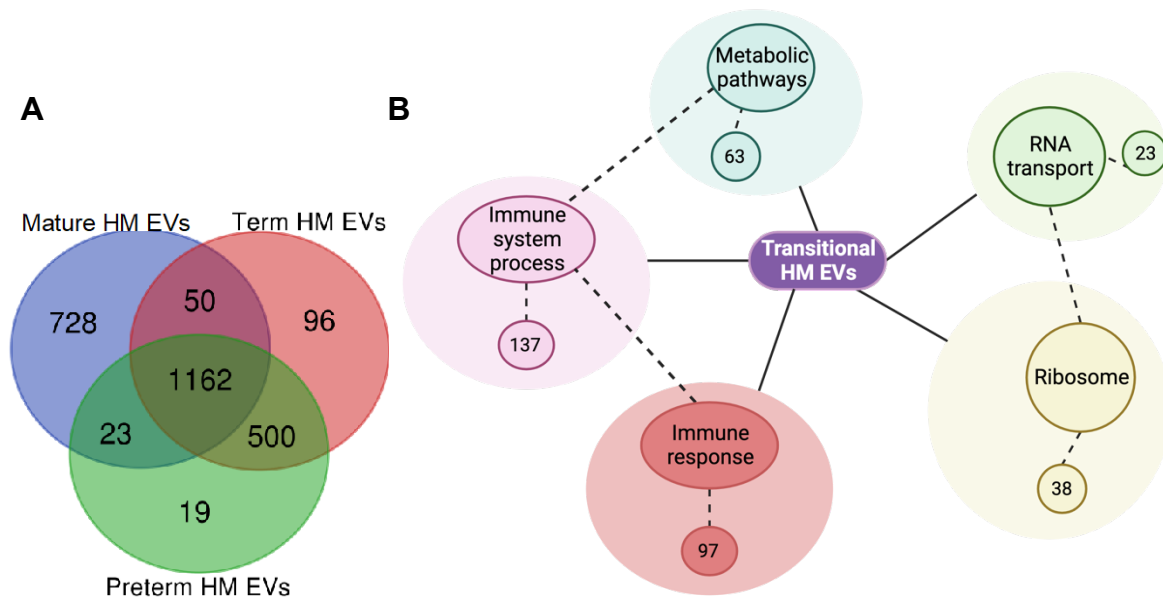 A
B
Mature HM EVs
Term HM EVs
728
50
96
1162
23
500
19
Preterm HM EVs
Metabolic
pathways
63
RNA
transport
23
Immune
system
process
137
Transitional
HM EVs
Ribosome
38
Immune
response
97